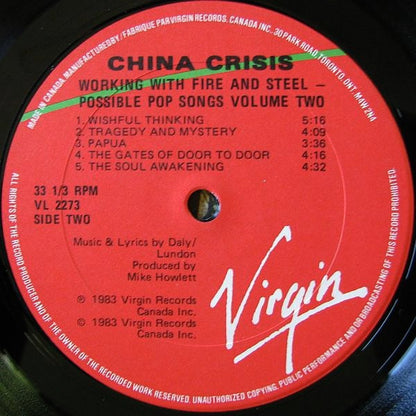 MADE IN CANADA. MANUFACTURED BY/FABRIQUE PAR VIRGIN RECORDS, CANADA INC. 30 PARK ROAD, TORONTO, ONT. M4W 2N4
CHINA CRISIS
WORKING WITH FIRE AND STEEL –
POSSIBLE POP SONGS VOLUME TWO
1. WISHFUL THINKING 5:16
2. TRAGEDY AND MYSTERY 4:09
3. PAPUA 3:36
4. THE GATES OF DOOR TO DOOR 4:16
5. THE SOUL AWAKENING 4:32
33 1/3 RPM
VL 2273
SIDE TWO
Music & Lyrics by Daly/
Lundon
Produced by
Mike Howlett
℗ 1983 Virgin Records
Canada Inc.
© 1983 Virgin Records
Canada Inc.
Virgin
ALL RIGHTS OF THE RECORD PRODUCER AND OF THE OWNER OF THE RECORDED WORK RESERVED. UNAUTHORIZED COPYING, PUBLIC PERFORMANCE AND BROADCASTING OF THIS RECORD PROHIBITED.